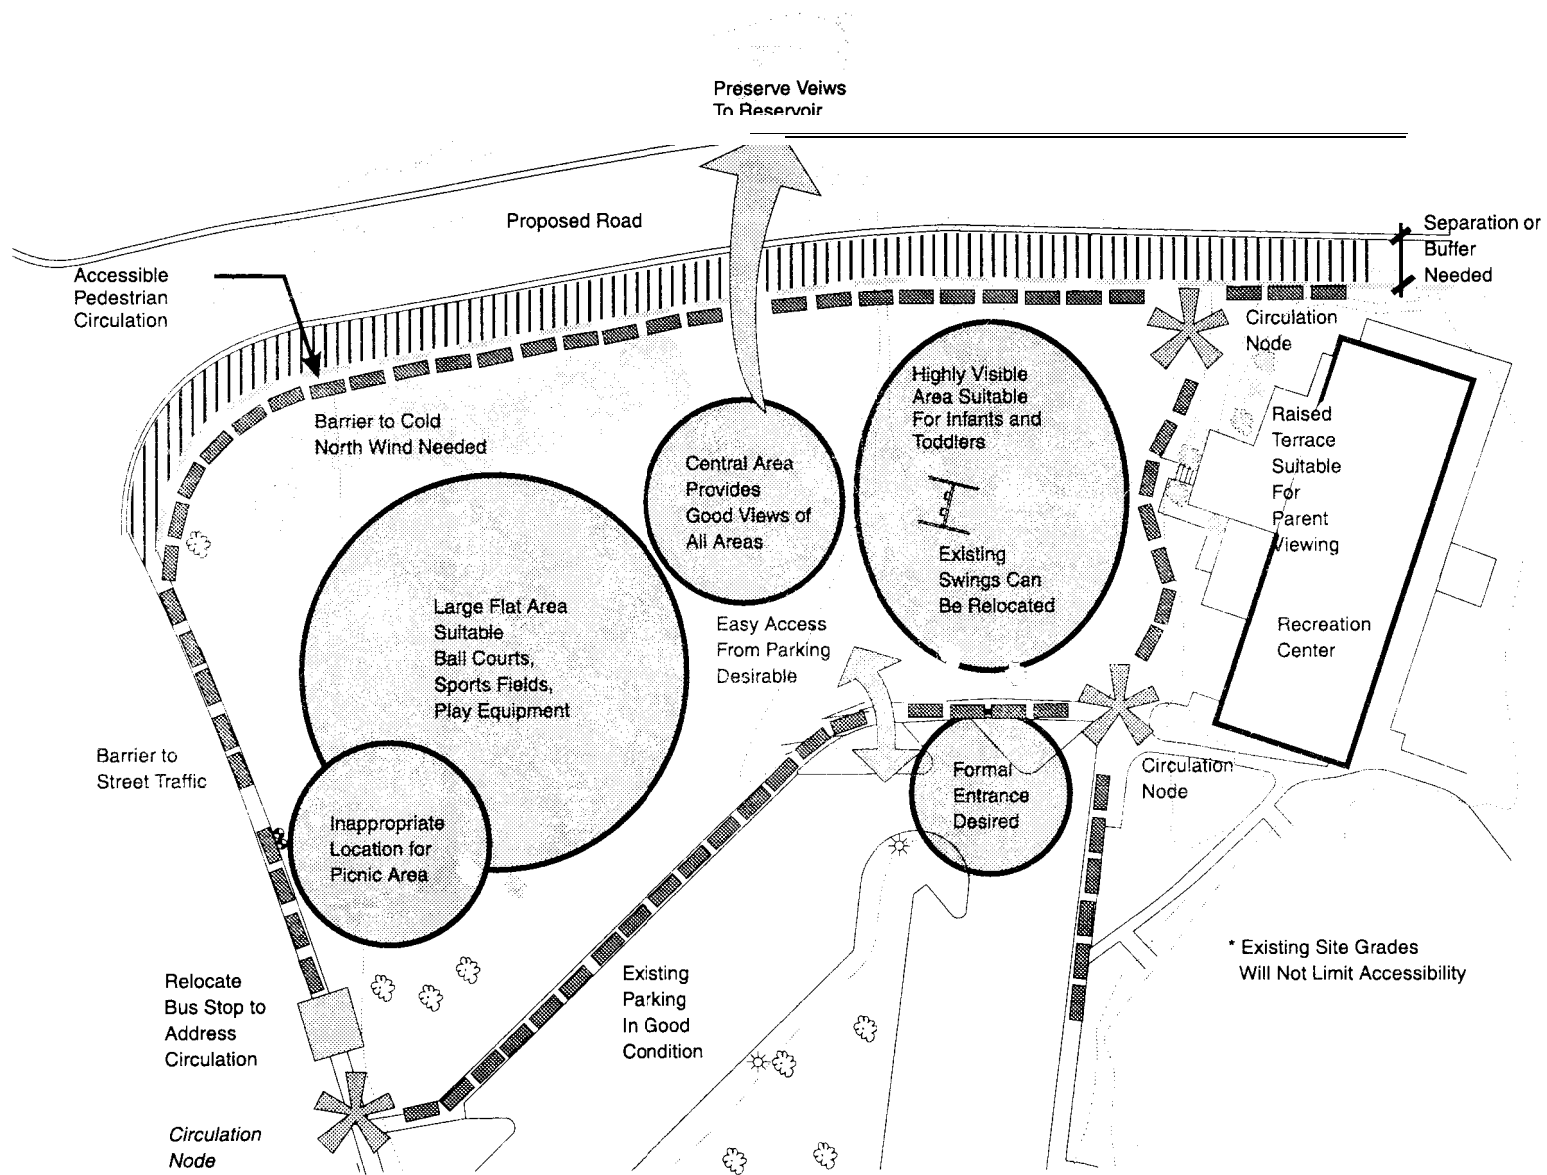 Preserve Veiws
To Reservoir
Proposed Road
Separation or
Buffer
Needed
Accessible
Pedestrian
Circulation
Circulation
Node
Barrier to Cold
North Wind Needed
Highly Visible
Area Suitable
For Infants and
Toddlers
Raised
Terrace
Suitable
For
Parent
Viewing
Central Area
Provides
Good Views of
All Areas
Existing
Swings Can
Be Relocated
Large Flat Area
Suitable
Ball Courts,
Sports Fields,
Play Equipment
Easy Access
From Parking
Desirable
Recreation
Center
Barrier to
Street Traffic
Formal
Entrance
Desired
Circulation
Node
Inappropriate
Location for
Picnic Area
* Existing Site Grades
Will Not Limit Accessibility
Relocate
Bus Stop to
Address
Circulation
Existing
Parking
In Good
Condition
Circulation
Node